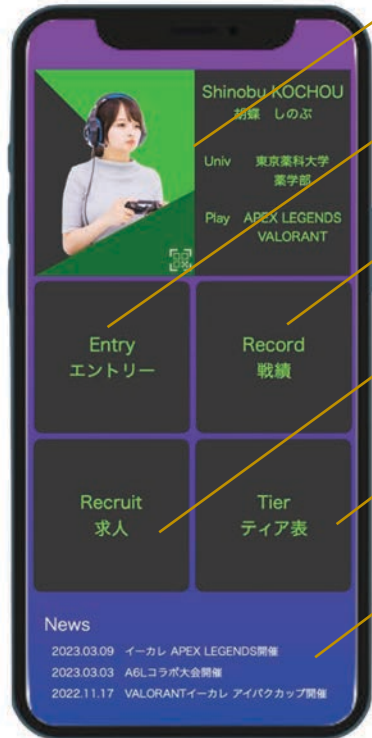 Shinobu KOCHOU
胡蝶 しのぶ
Univ 東京薬科大学
薬学部
Play APEX LEGENDS
VALORANT
Entry
エントリー
Record
戦績
Recruit
求人
Tier
ティア表
News
2023.03.09 イーカレ APEX LEGENDS開催
2023.03.03 A6Lコラボ大会開催
2022.11.17 VALORANTイーカレ アイバクカップ開催